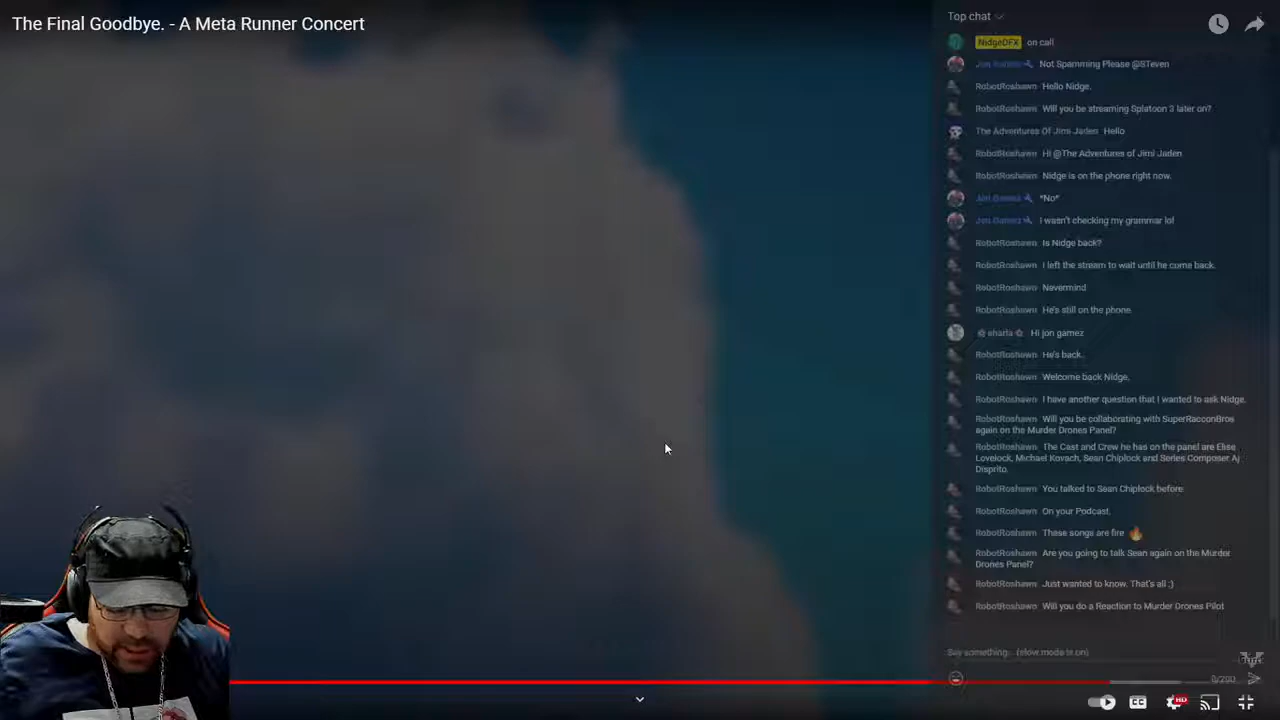 The Final Goodbye. - A Meta Runner Concert
Top chat
NidgeDFX on call
Jon Gamez Not Spamming Please @STeven
RobotRoshawn Hello Nidge.
RobotRoshawn Will you be streaming Splatoon 3 later on?
The Adventures Of Jimi Jaden Hello
RobotRoshawn Hi @The Adventures of Jimi Jaden
RobotRoshawn Nidge is on the phone right now.
Jon Gamez *No*
Jon Gamez I wasn't checking my grammar lol
RobotRoshawn Is Nidge back?
RobotRoshawn I left the stream to wait until he come back.
RobotRoshawn Nevermind
RobotRoshawn He's still on the phone
Hi jon gamez
RobotRoshawn He's back.
RobotRoshawn Welcome back Nidge.
RobotRoshawn I have another question that I wanted to ask Nidge.
RobotRoshawn Will you be collaborating with SuperRacconBros
again on the Murder Drones Panel?
RobotRoshawn The Cast and Crew he has on the panel are Elise
Lovelock, Michael Kovach, Sean Chiplock and Series Composer Aj
Disprito.
RobotRoshawn You talked to Sean Chiplock before
RobotRoshawn On your Podcast.
RobotRoshawn These songs are fire 🔥
RobotRoshawn Are you going to talk Sean again on the Murder
Drones Panel?
RobotRoshawn Just wanted to know. That's all ;)
RobotRoshawn Will you do a Reaction to Murder Drones Pilot
Say something... (slow mode is on)
0/200
CC HD